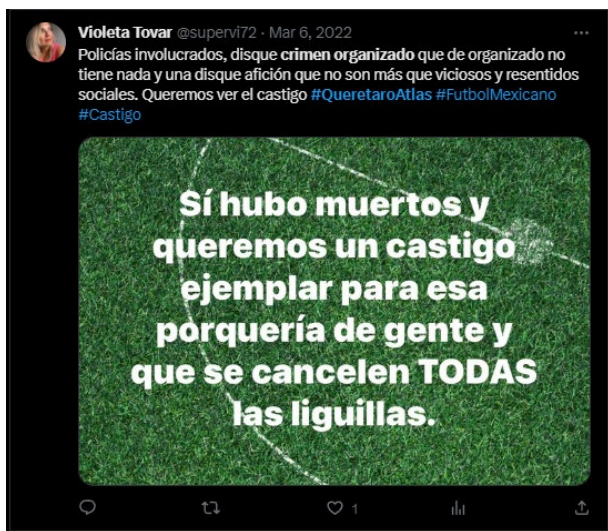 Violeta Tovar @supervi72 · Mar 6, 2022
Policías involucrados, disque crimen organizado que de organizado no
tiene nada y una disque afición que no son más que viciosos y resentidos
sociales. Queremos ver el castigo #QueretaroAtlas #FutbolMexicano
#Castigo
Sí hubo muertos y
queremos un castigo
ejemplar para esa
porquería de gente y
que se cancelen TODAS
las liguillas.
1